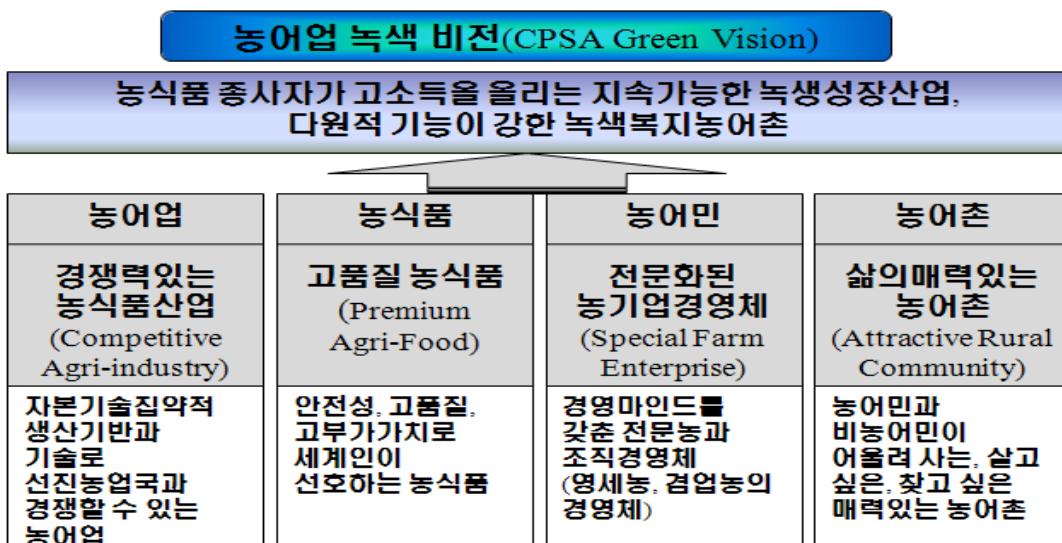 농어업 녹색 비전(CPSA Green Vision)
농식품 종사자가 고소득을 올리는 지속가능한 녹생성장산업,
다원적 기능이 강한 녹색복지농어촌
농어업
경쟁력있는
농식품산업
(Competitive
Agri-industry)
자본기술집약적
생산기반과
기술로
선진농업국과
경쟁할 수 있는
농어업
농식품
고품질 농식품
(Premium
Agri-Food)
안전성, 고품질,
고부가가치로
세계인이
선호하는 농식품
농어민
전문화된
농기업경영체
(Special Farm
Enterprise)
경영마인드를
갖춘 전문농과
조직경영체
(영세농, 겸업농의
경영체)
농어촌
삶의매력있는
농어촌
(Attractive Rural
Community)
농어민과
비농어민이
어울려 사는, 살고
싶은, 찾고 싶은
매력있는 농어촌